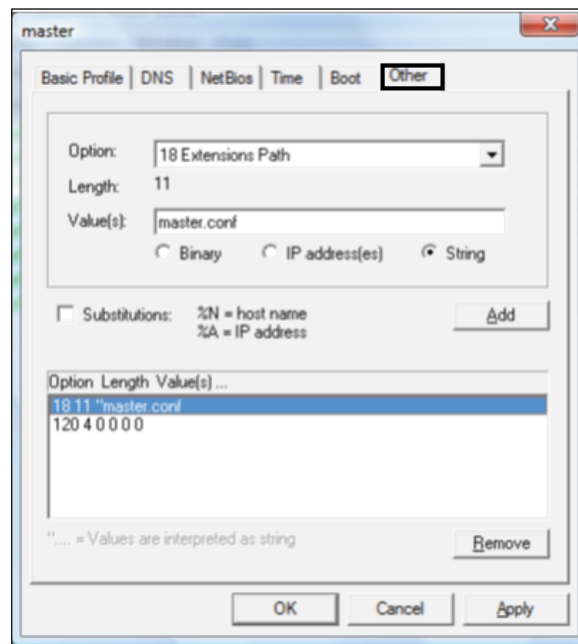 master
Basic Profile DNS NetBios Time Boot Other
Option: 18 Extensions Path
Length: 11
Value(s): master.conf
Binary IP address(es) String
Substitutions: %N = host name
%A = IP address
Add
Option Length Value(s) ...
18 11 "master.conf
120 4 0 0 0 0
".... = Values are interpreted as string
Remove
OK Cancel Apply